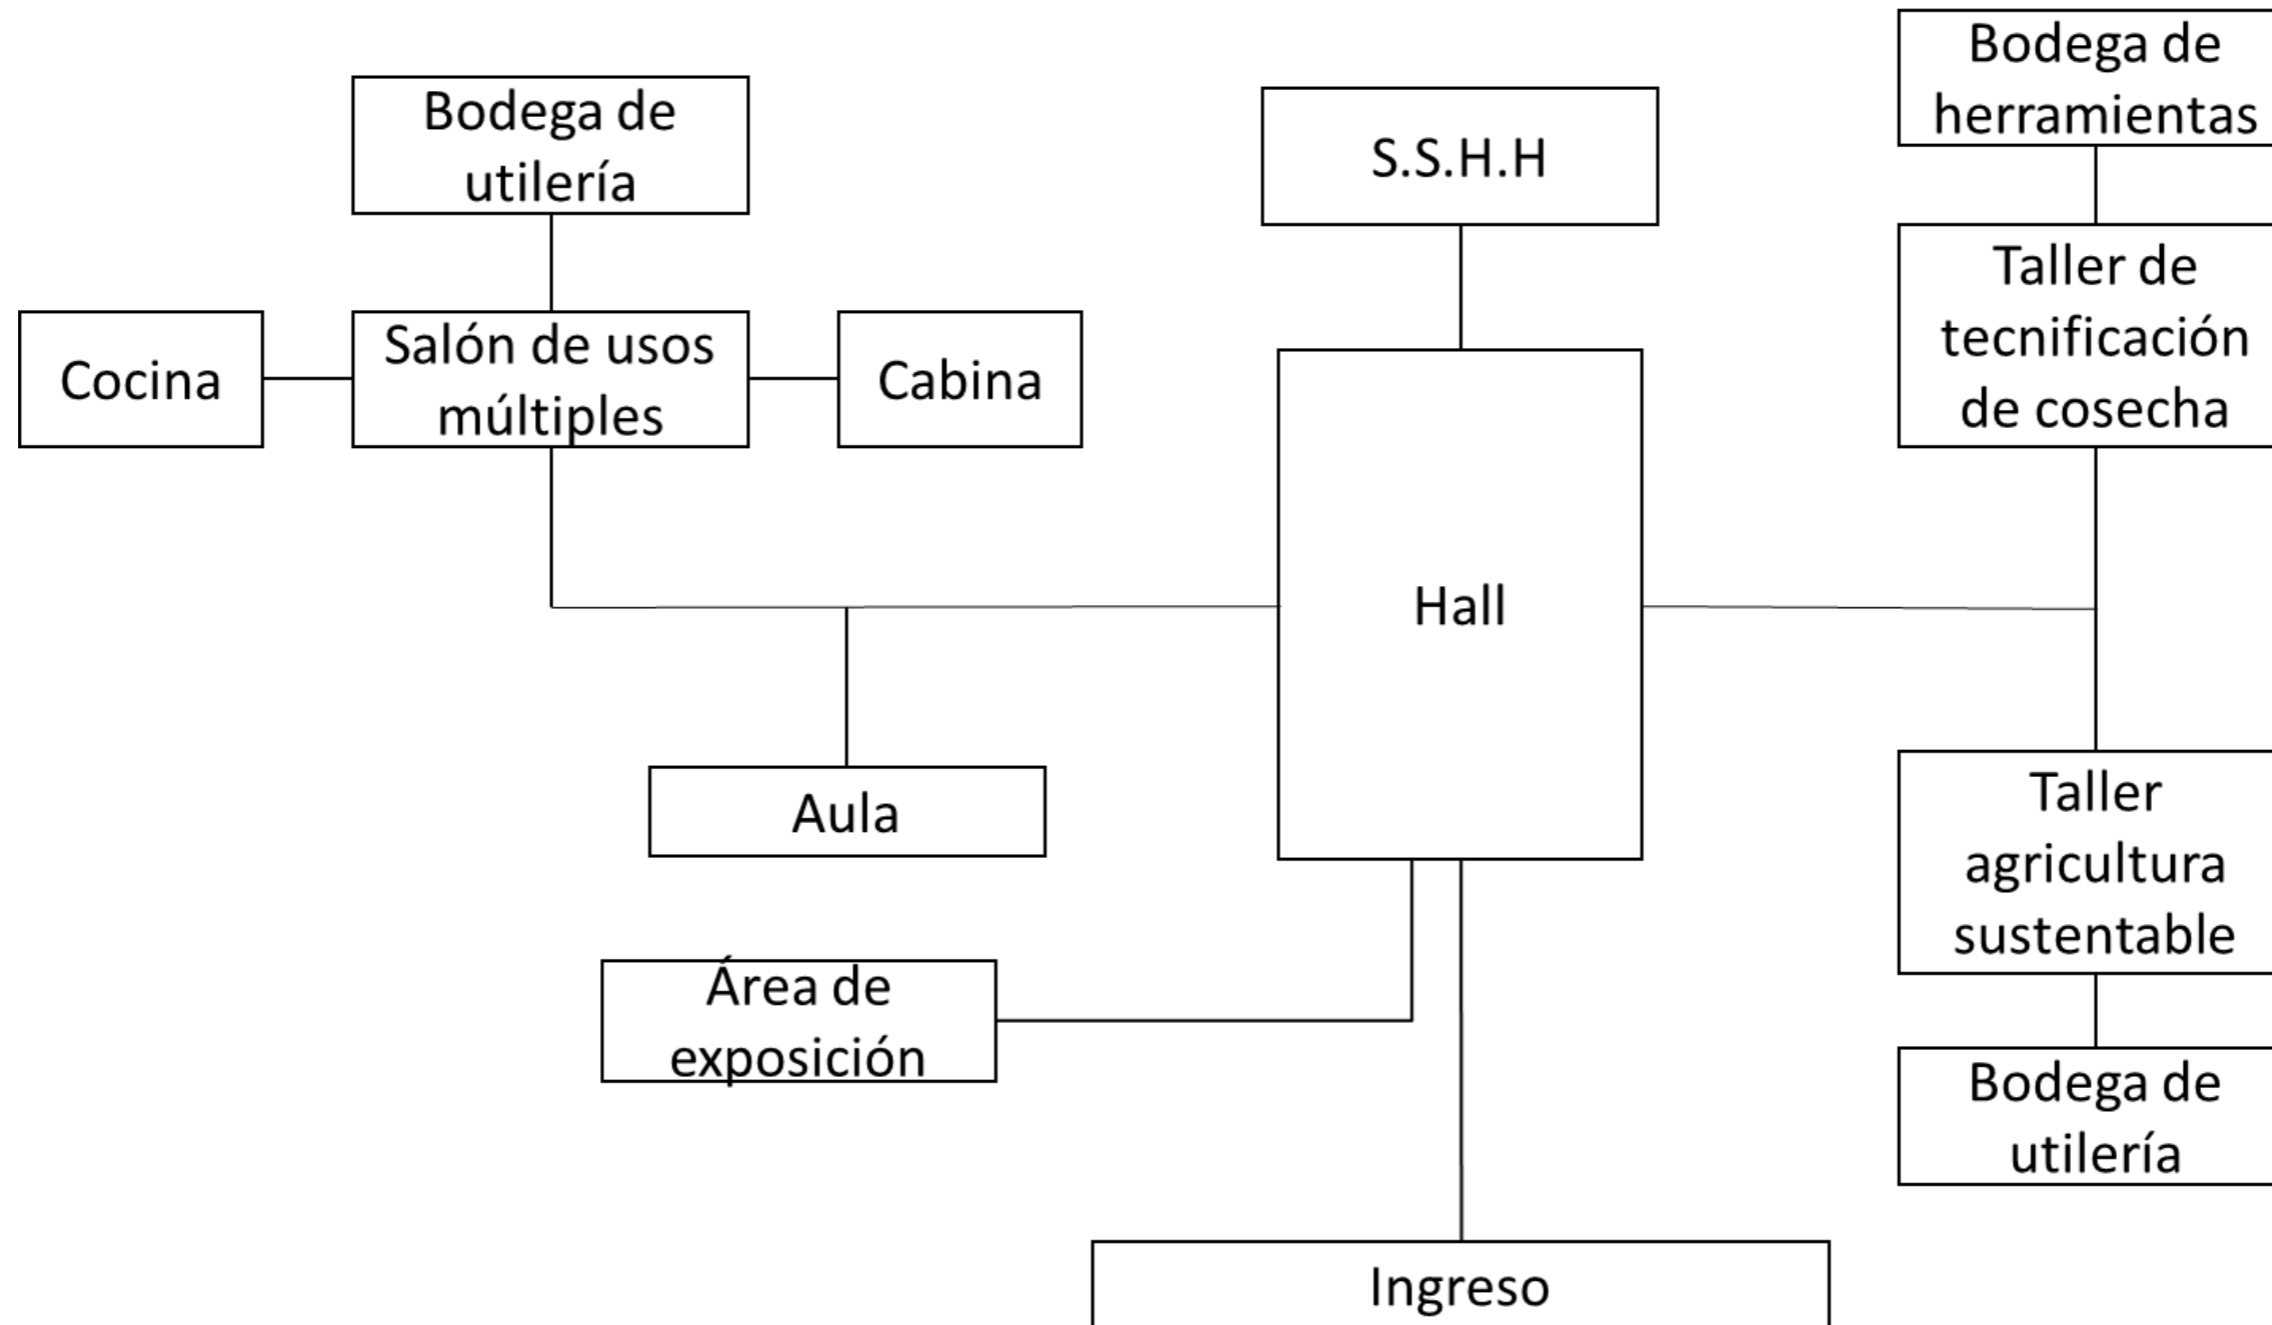 Bodega de
herramientas
Bodega de
utilería
S.S.H.H
Taller de
tecnificación
de cosecha
Cocina
Salón de usos
múltiples
Cabina
Hall
Aula
Taller
agricultura
sustentable
Área de
exposición
Bodega de
utilería
Ingreso